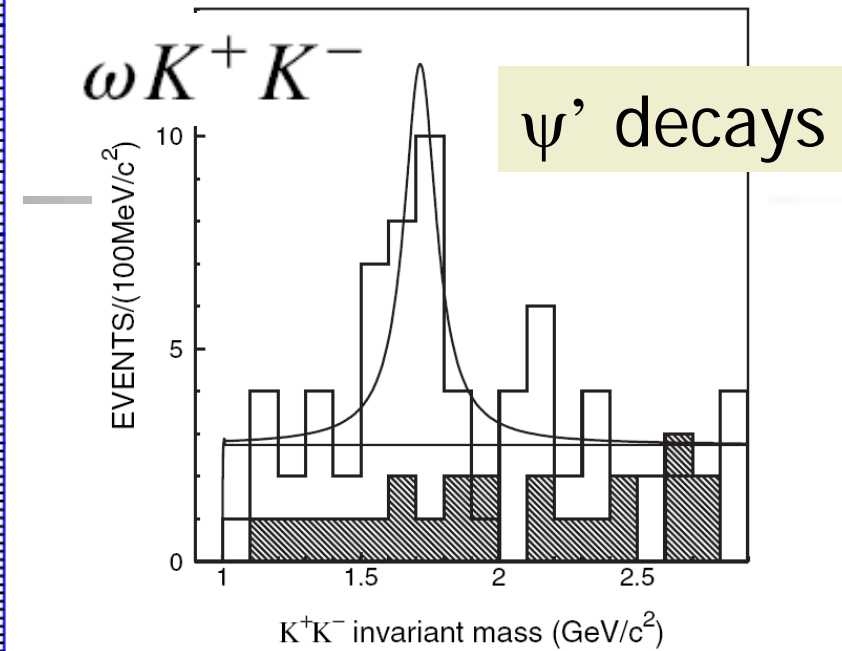 ωK⁺K⁻
ψ’ decays
EVENTS/(100MeV/c²)
10
5
0
1
1.5
2
2.5
K⁺K⁻ invariant mass (GeV/c²)